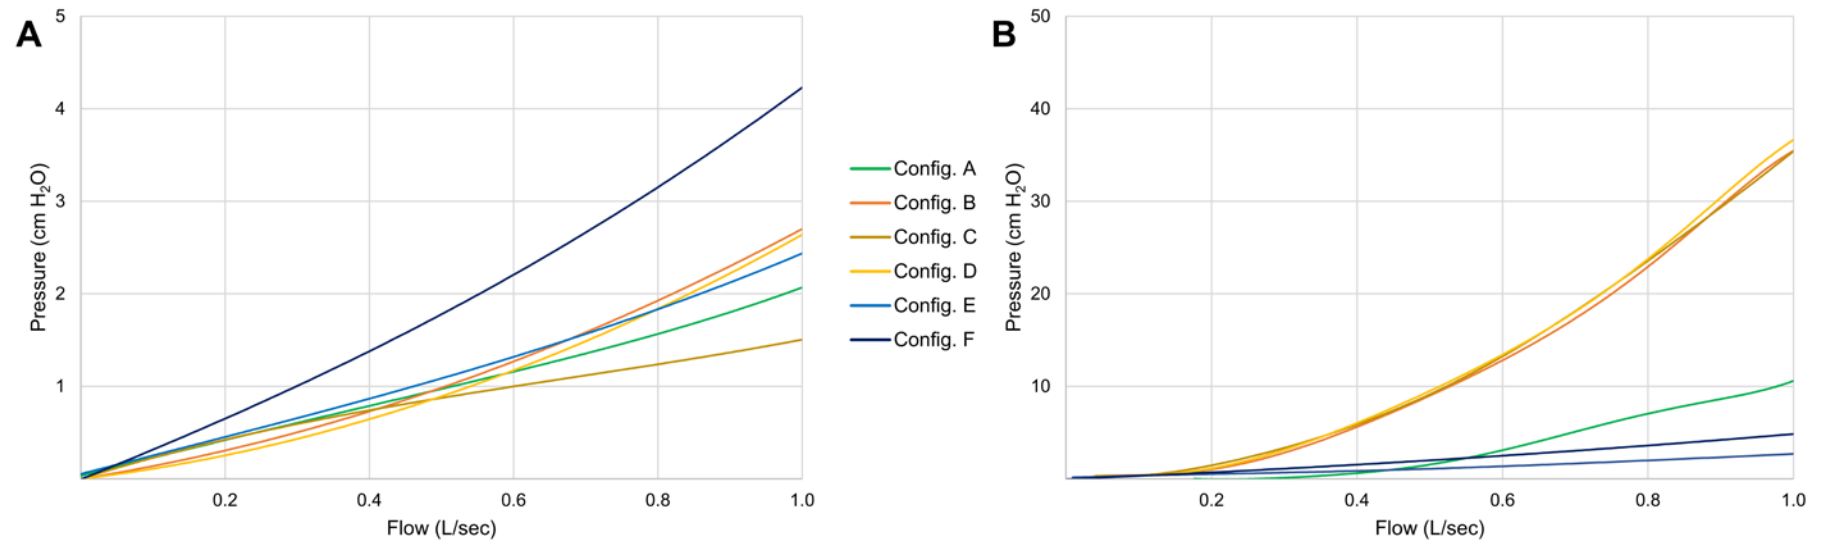 A
5
4
3
2
1
Pressure (cm H2O)
0.2
0.4
0.6
0.8
1.0
Flow (L/sec)
Config. A
Config. B
Config. C
Config. D
Config. E
Config. F
B
50
40
30
20
10
Pressure (cm H2O)
0.2
0.4
0.6
0.8
1.0
Flow (L/sec)